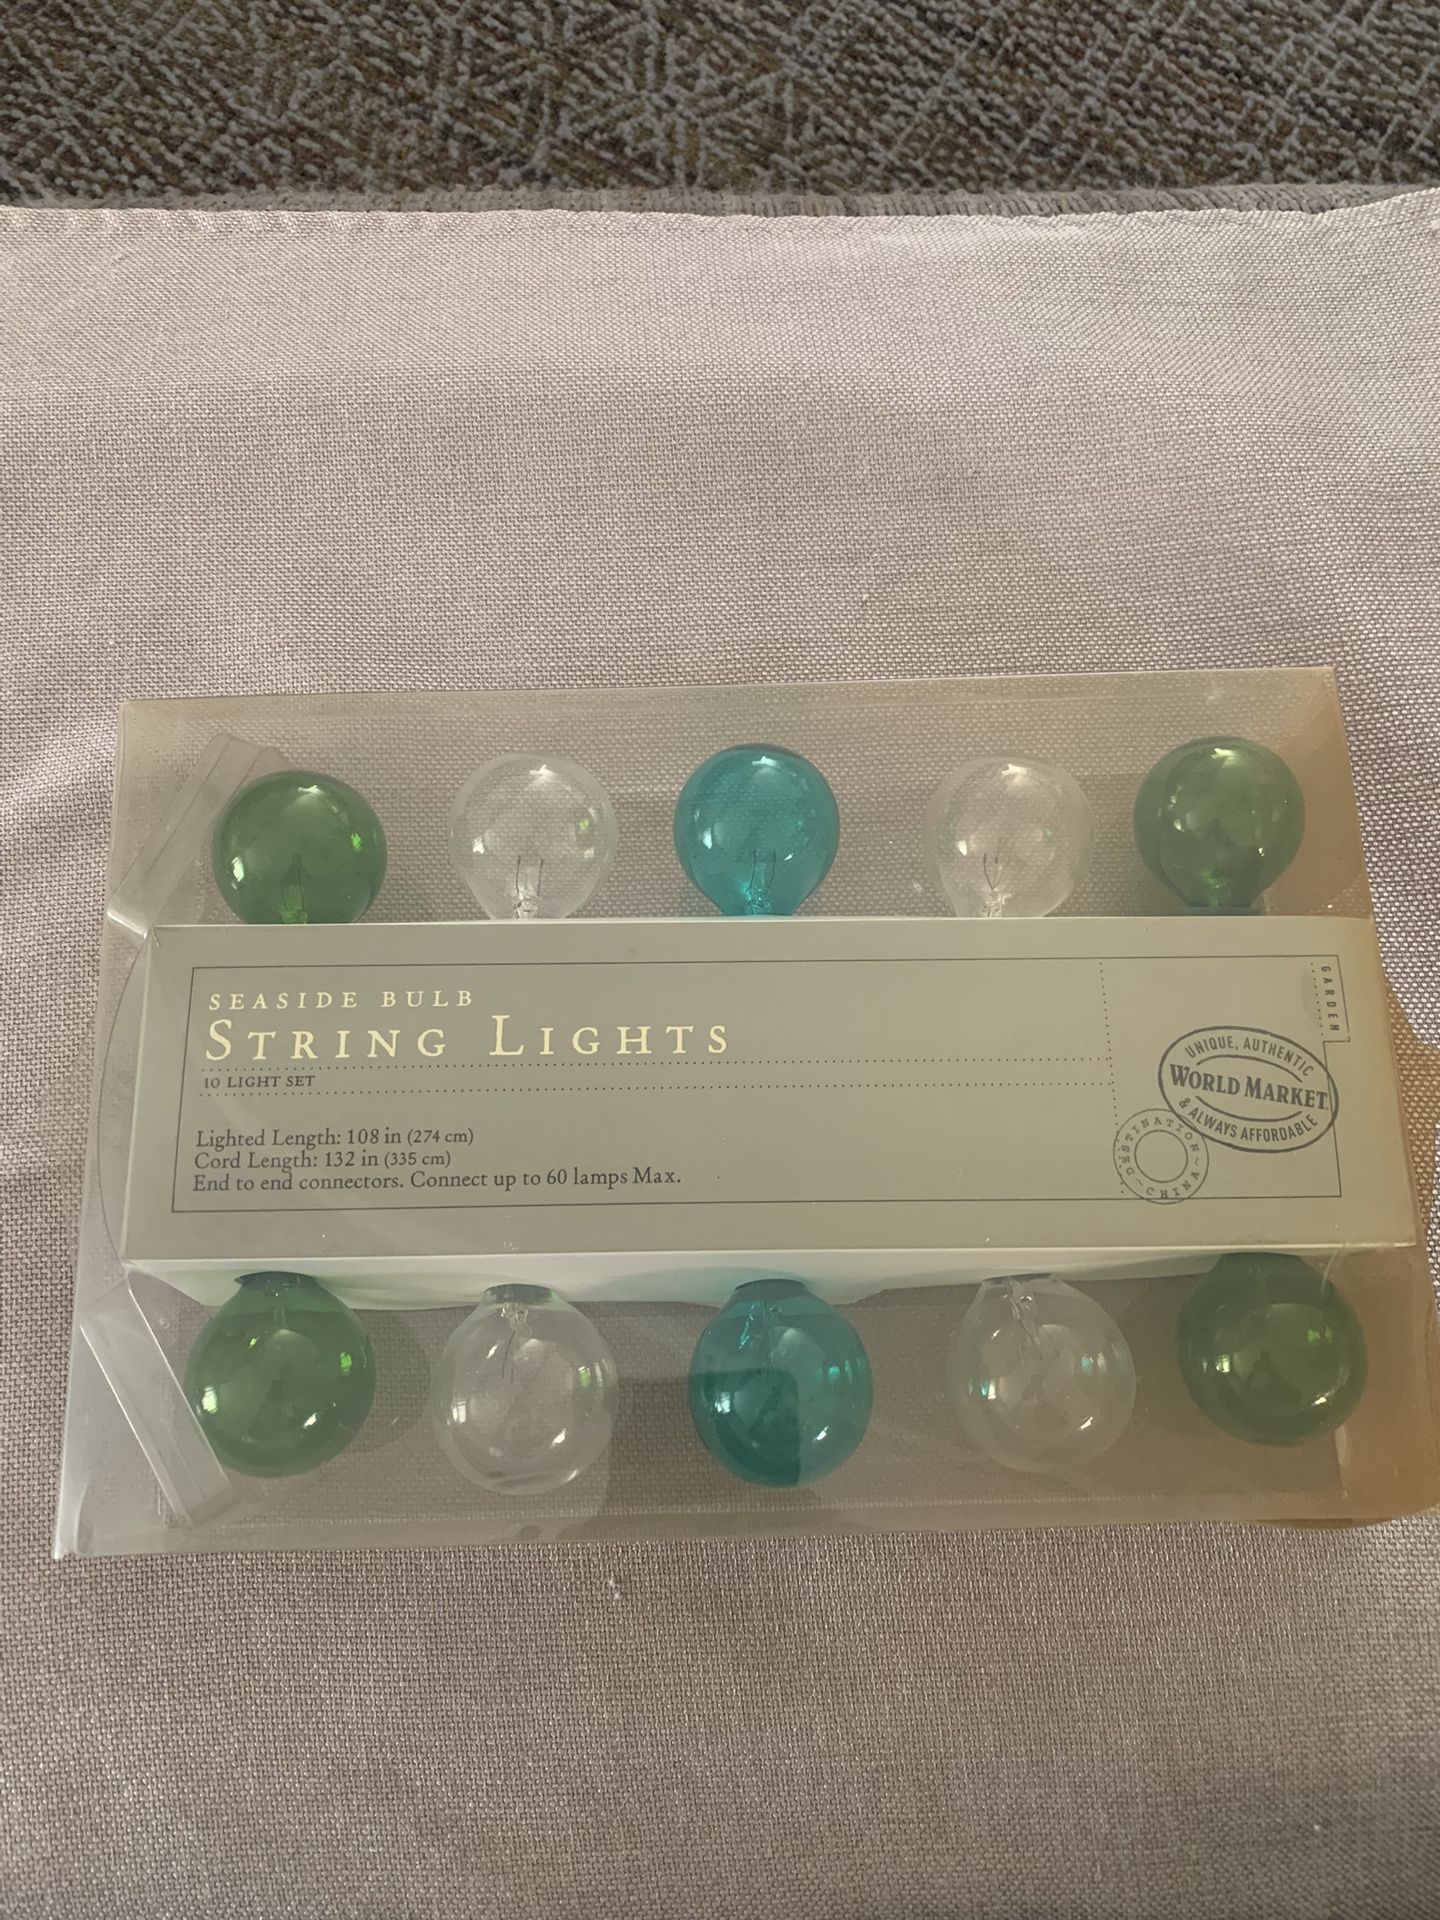 SEASIDE BULB
STRING LIGHTS
10 LIGHT SET
Lighted Length: 108 in (274 cm)
Cord Length: 132 in (335 cm)
End to end connectors. Connect up to 60 lamps Max.
GARDEN
UNIQUE, AUTHENTIC
WORLD MARKET.
& ALWAYS AFFORDABLE
DESTINATION
~ CHINA ~